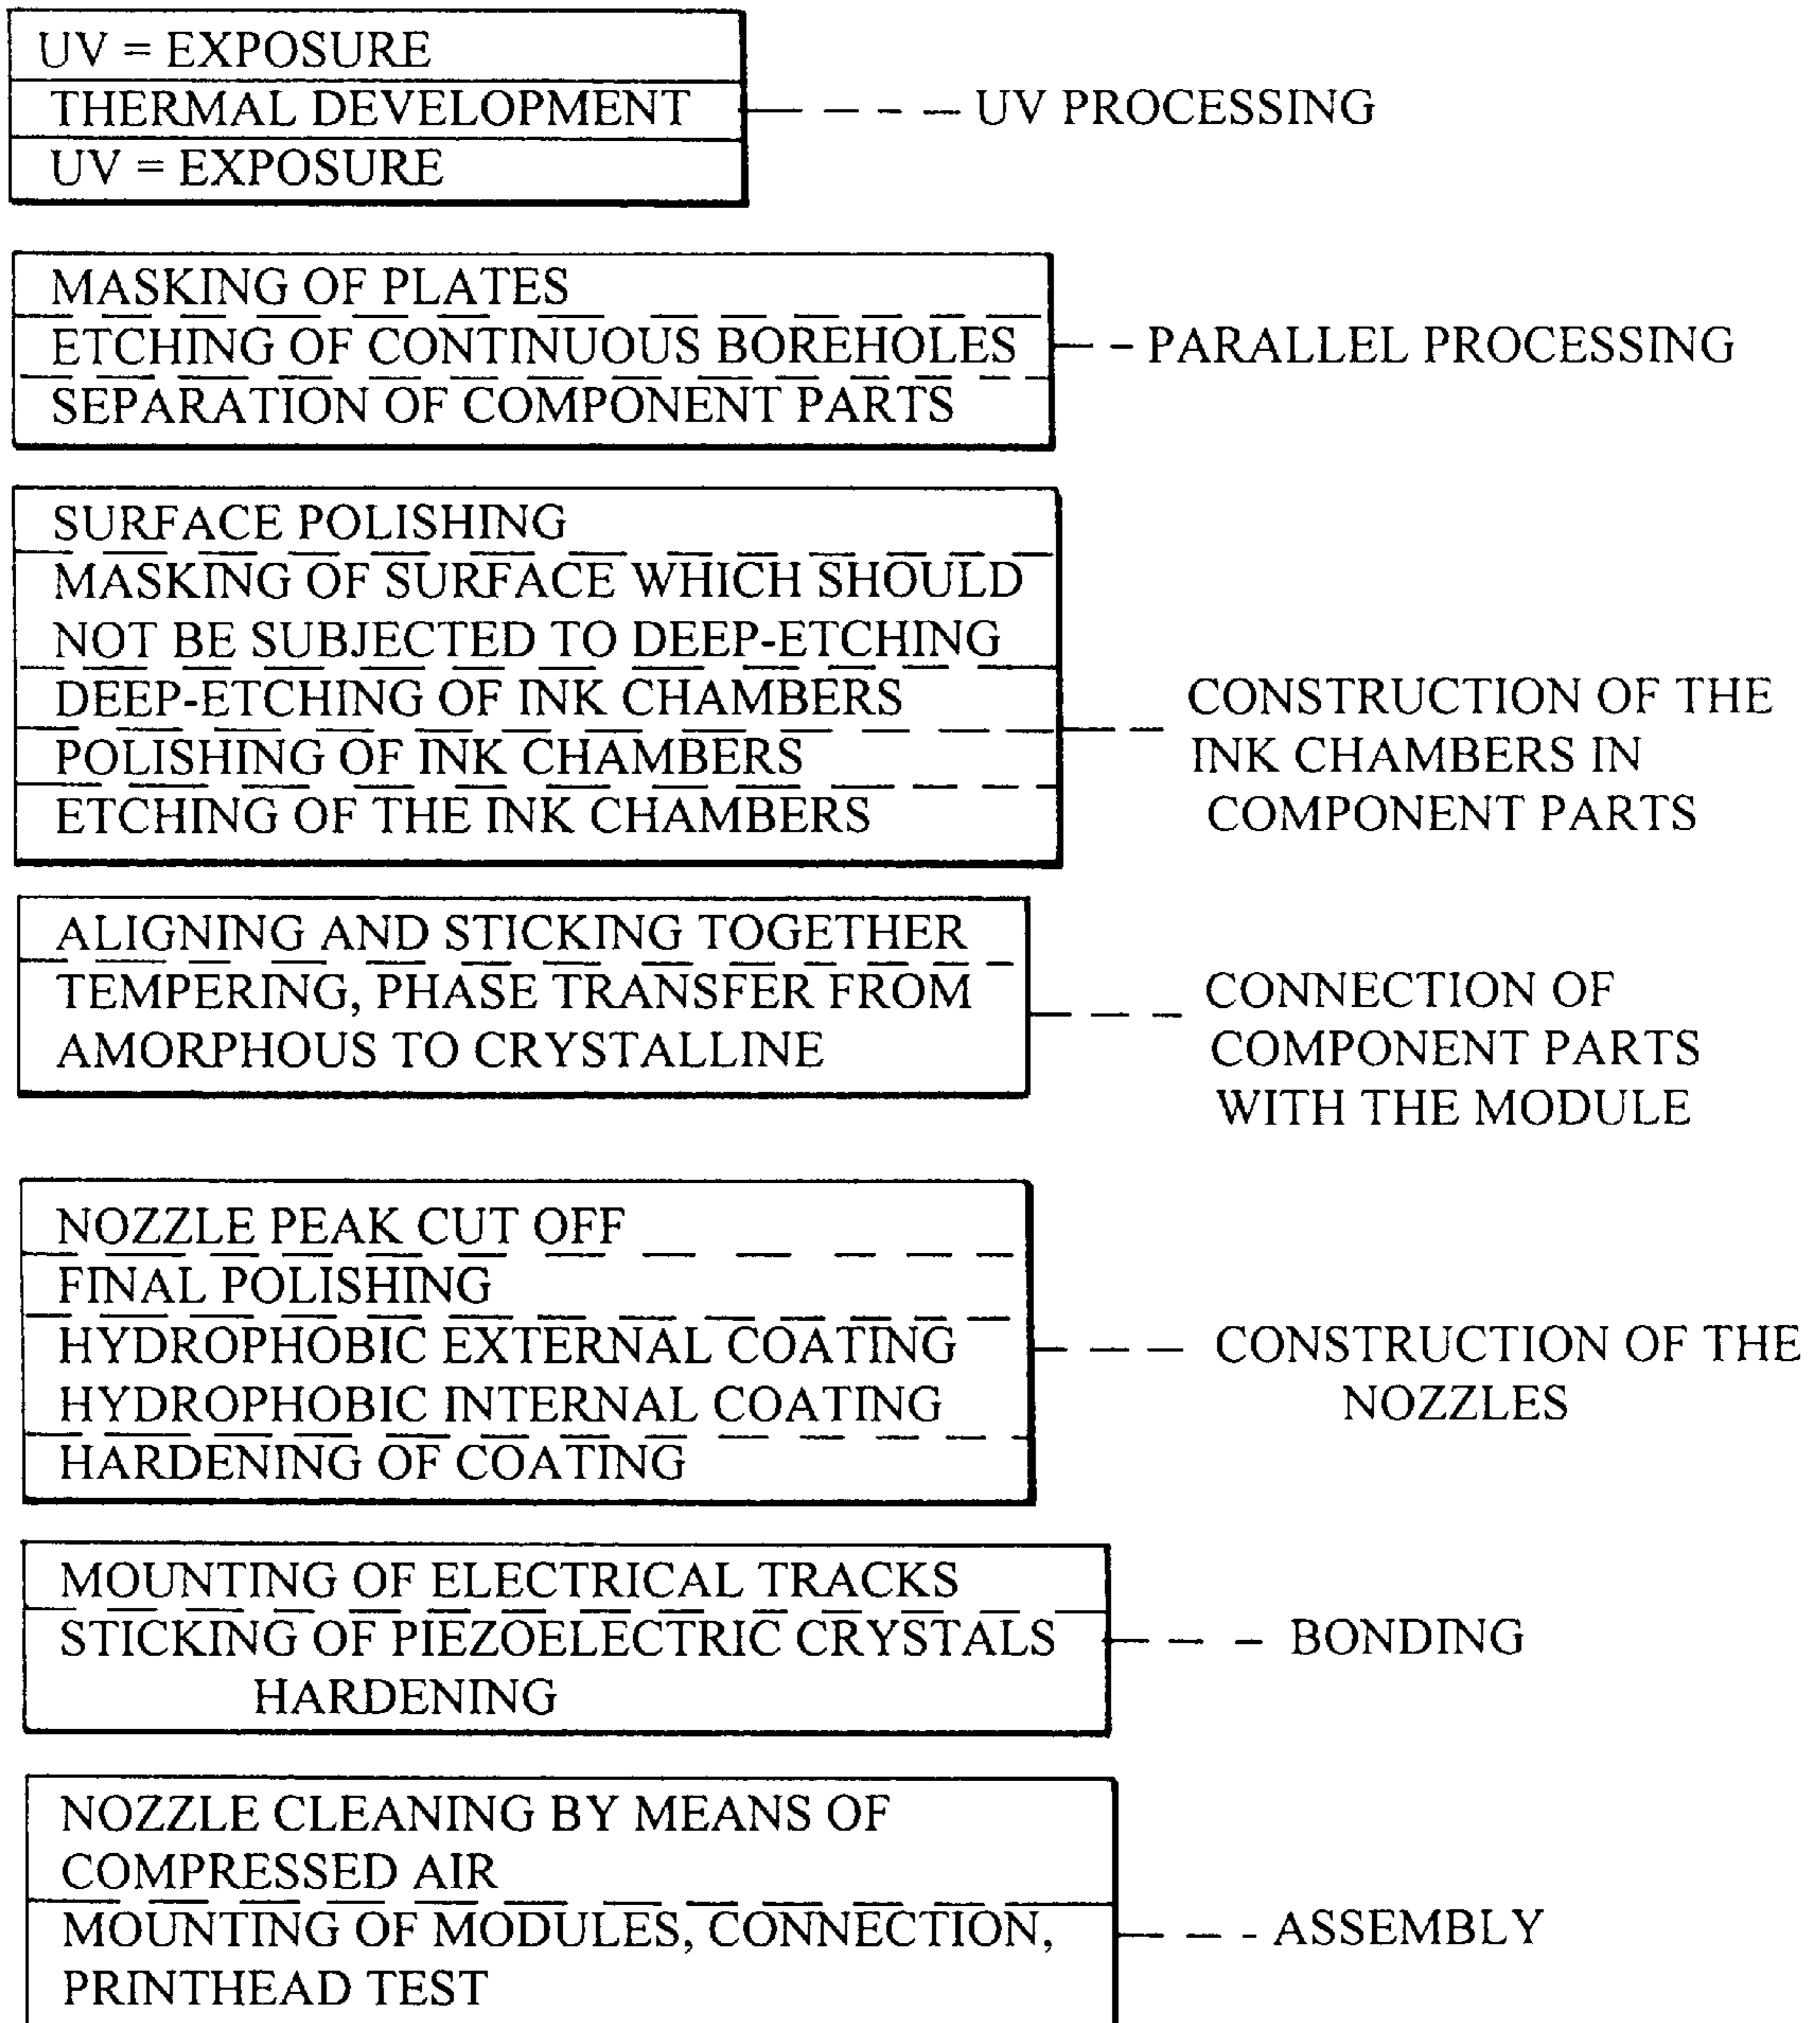 UV = EXPOSURE
THERMAL DEVELOPMENT
UV PROCESSING
UV = EXPOSURE
MASKING OF PLATES
ETCHING OF CONTINUOUS BOREHOLES
PARALLEL PROCESSING
SEPARATION OF COMPONENT PARTS
SURFACE POLISHING
MASKING OF SURFACE WHICH SHOULD
NOT BE SUBJECTED TO DEEP-ETCHING
DEEP-ETCHING OF INK CHAMBERS
POLISHING OF INK CHAMBERS
ETCHING OF THE INK CHAMBERS
CONSTRUCTION OF THE
INK CHAMBERS IN
COMPONENT PARTS
ALIGNING AND STICKING TOGETHER
TEMPERING, PHASE TRANSFER FROM
AMORPHOUS TO CRYSTALLINE
CONNECTION OF
COMPONENT PARTS
WITH THE MODULE
NOZZLE PEAK CUT OFF
FINAL POLISHING
HYDROPHOBIC EXTERNAL COATING
HYDROPHOBIC INTERNAL COATING
HARDENING OF COATING
CONSTRUCTION OF THE
NOZZLES
MOUNTING OF ELECTRICAL TRACKS
STICKING OF PIEZOELECTRIC CRYSTALS
HARDENING
BONDING
NOZZLE CLEANING BY MEANS OF
COMPRESSED AIR
MOUNTING OF MODULES, CONNECTION,
PRINTHEAD TEST
ASSEMBLY